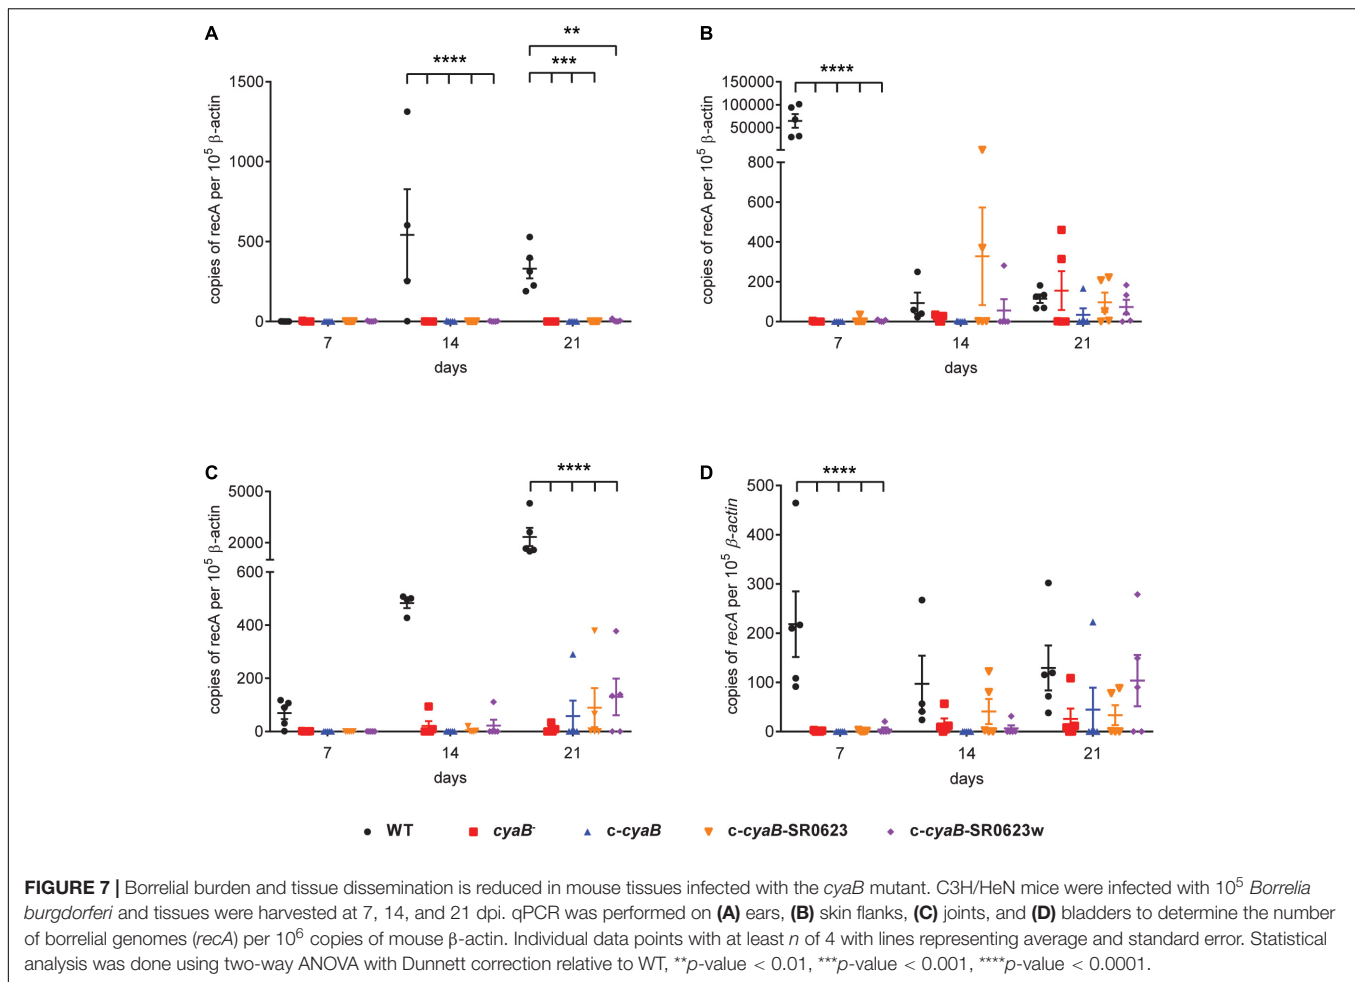 A
**
****
***
copies of recA per 10⁵ β-actin
1500
1000
500
0
7
14
21
days
B
****
copies of recA per 10⁵ β-actin
150000
100000
50000
800
600
400
200
0
7
14
21
days
C
****
copies of recA per 10⁵ β-actin
5000
2000
600
400
200
0
7
14
21
days
D
****
copies of recA per 10⁵ β-actin
500
400
300
200
100
0
7
14
21
days
WT cyaB⁻ c-cyaB c-cyaB-SR0623 c-cyaB-SR0623w
FIGURE 7 | Borrelial burden and tissue dissemination is reduced in mouse tissues infected with the cyaB mutant. C3H/HeN mice were infected with 10⁵ Borrelia
burgdorferi and tissues were harvested at 7, 14, and 21 dpi. qPCR was performed on (A) ears, (B) skin flanks, (C) joints, and (D) bladders to determine the number
of borrelial genomes (recA) per 10⁶ copies of mouse β-actin. Individual data points with at least n of 4 with lines representing average and standard error. Statistical
analysis was done using two-way ANOVA with Dunnett correction relative to WT, **p-value < 0.01, ***p-value < 0.001, ****p-value < 0.0001.